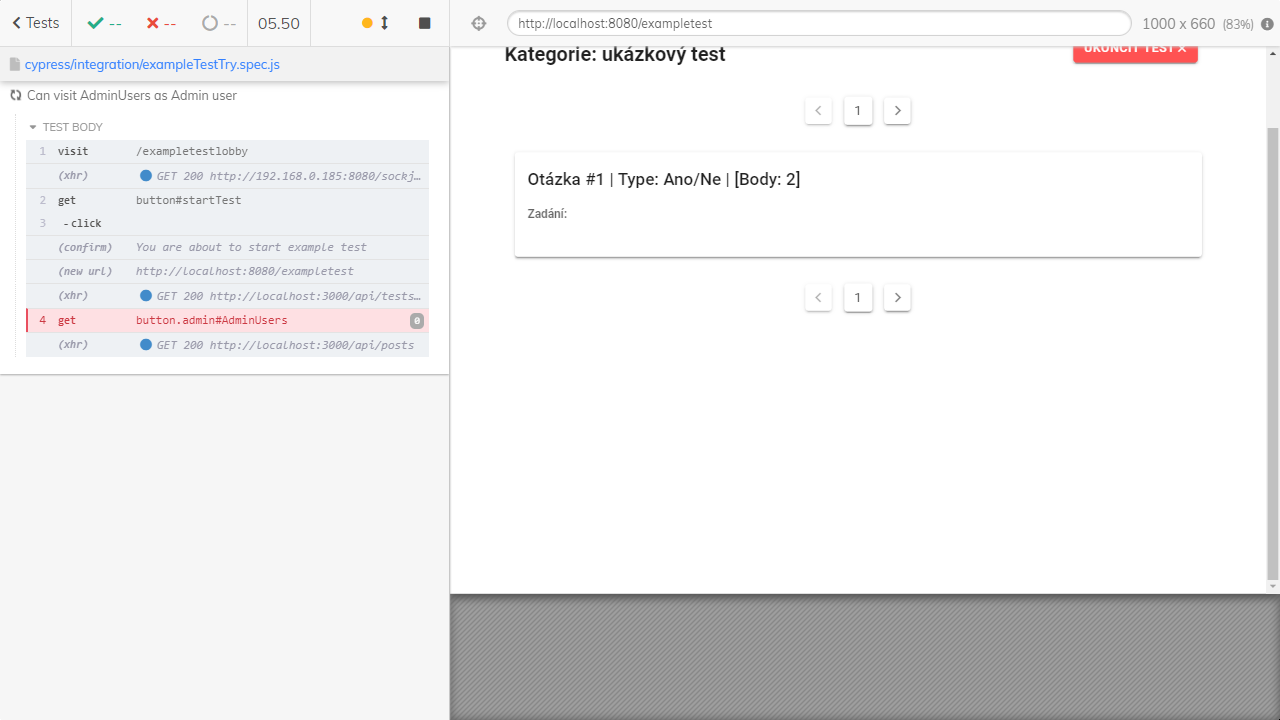 Tests
--
--
--
05.50
http://localhost:8080/exampletest
1000 x 660 (83%)
cypress/integration/exampleTestTry.spec.js
Can visit AdminUsers as Admin user
TEST BODY
1 visit /exampletestlobby
(xhr) GET 200 http://192.168.0.185:8080/sockj…
2 get button#startTest
3 - click
(confirm) You are about to start example test
(new url) http://localhost:8080/exampletest
(xhr) GET 200 http://localhost:3000/api/tests…
4 get button.admin#AdminUsers 0
(xhr) GET 200 http://localhost:3000/api/posts
Kategorie: ukázkový test
UKONČIT TEST ×
1
Otázka #1 | Type: Ano/Ne | [Body: 2]
Zadání:
1